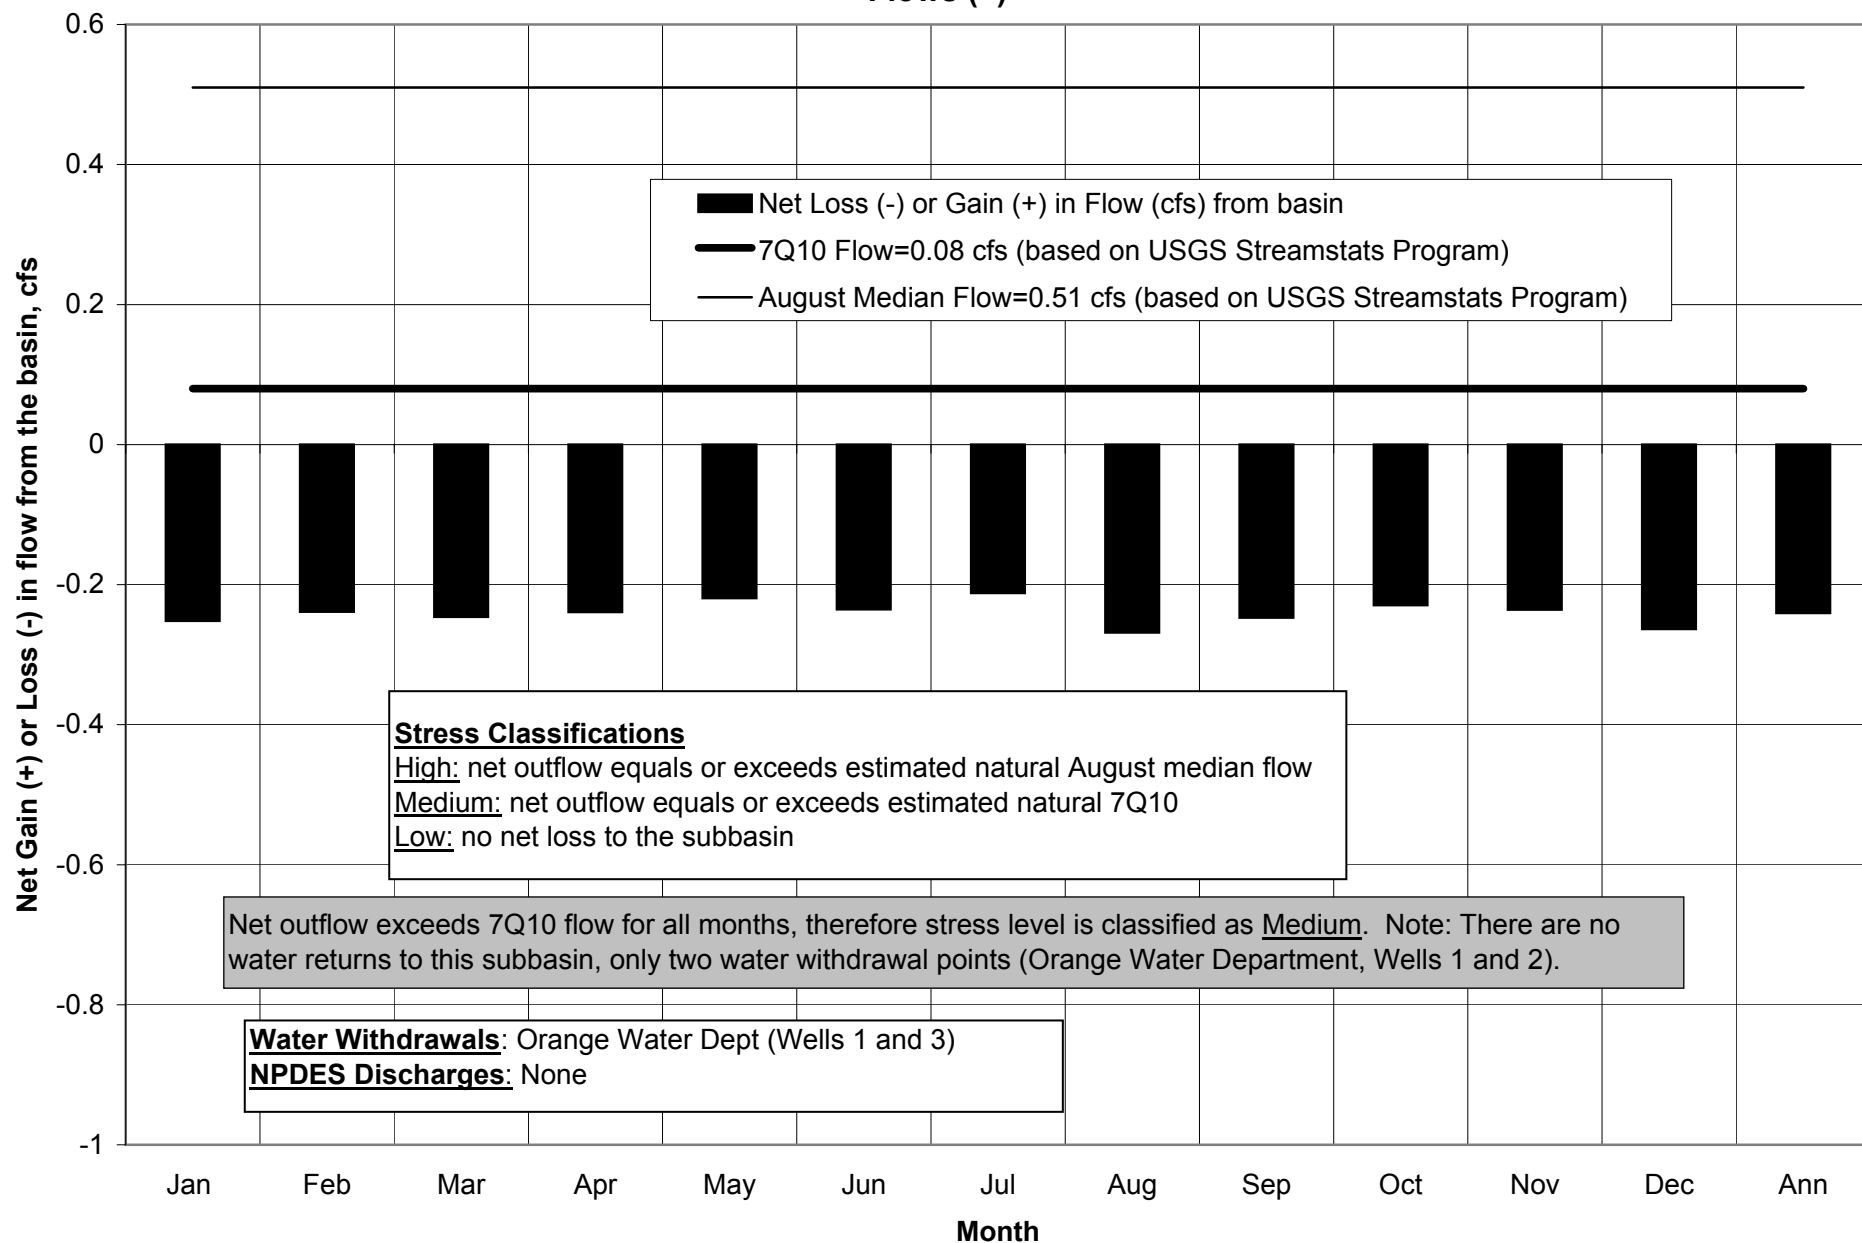 0.6
0.4
0.2
0
-0.2
-0.4
-0.6
-0.8
-1
Net Gain (+) or Loss (-) in flow from the basin, cfs
Net Loss (-) or Gain (+) in Flow (cfs) from basin
7Q10 Flow=0.08 cfs (based on USGS Streamstats Program)
August Median Flow=0.51 cfs (based on USGS Streamstats Program)
Stress Classifications
High: net outflow equals or exceeds estimated natural August median flow
Medium: net outflow equals or exceeds estimated natural 7Q10
Low: no net loss to the subbasin
Net outflow exceeds 7Q10 flow for all months, therefore stress level is classified as Medium.  Note: There are no
water returns to this subbasin, only two water withdrawal points (Orange Water Department, Wells 1 and 2).
Water Withdrawals: Orange Water Dept (Wells 1 and 3)
NPDES Discharges: None
Jan Feb Mar Apr May Jun Jul Aug Sep Oct Nov Dec Ann
Month